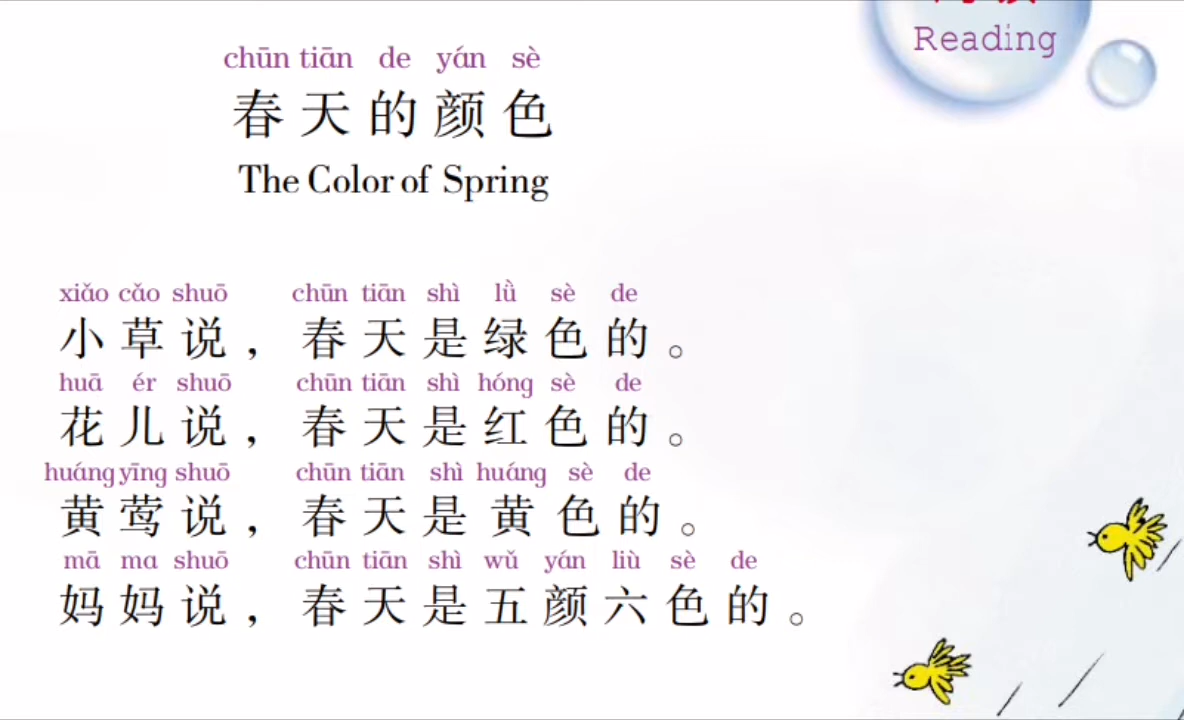 Reading
chūn tiān de yán sè
春天的颜色
The Color of Spring
xiǎo cǎo shuō chūn tiān shì lǜ sè de
小草说，春天是绿色的。
huā ér shuō chūn tiān shì hóng sè de
花儿说，春天是红色的。
huáng yīng shuō chūn tiān shì huáng sè de
黄莺说，春天是黄色的。
mā ma shuō chūn tiān shì wǔ yán liù sè de
妈妈说，春天是五颜六色的。